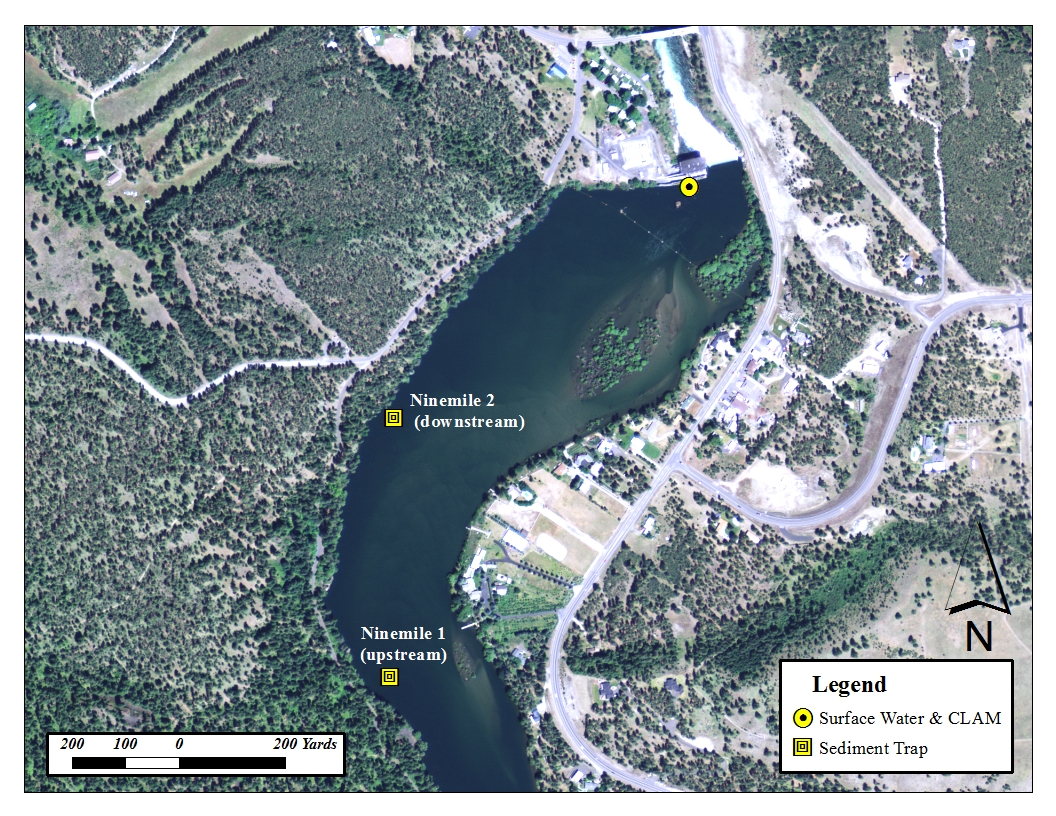 Ninemile 2
(downstream)
Ninemile 1
(upstream)
N
Legend
Surface Water & CLAM
Sediment Trap
200 100 0 200 Yards